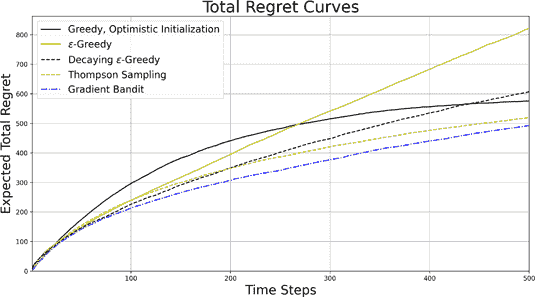 Total Regret Curves
Greedy, Optimistic Initialization
ε-Greedy
Decaying ε-Greedy
Thompson Sampling
Gradient Bandit
Expected Total Regret
800
700
600
500
400
300
200
100
0
100
200
300
400
500
Time Steps